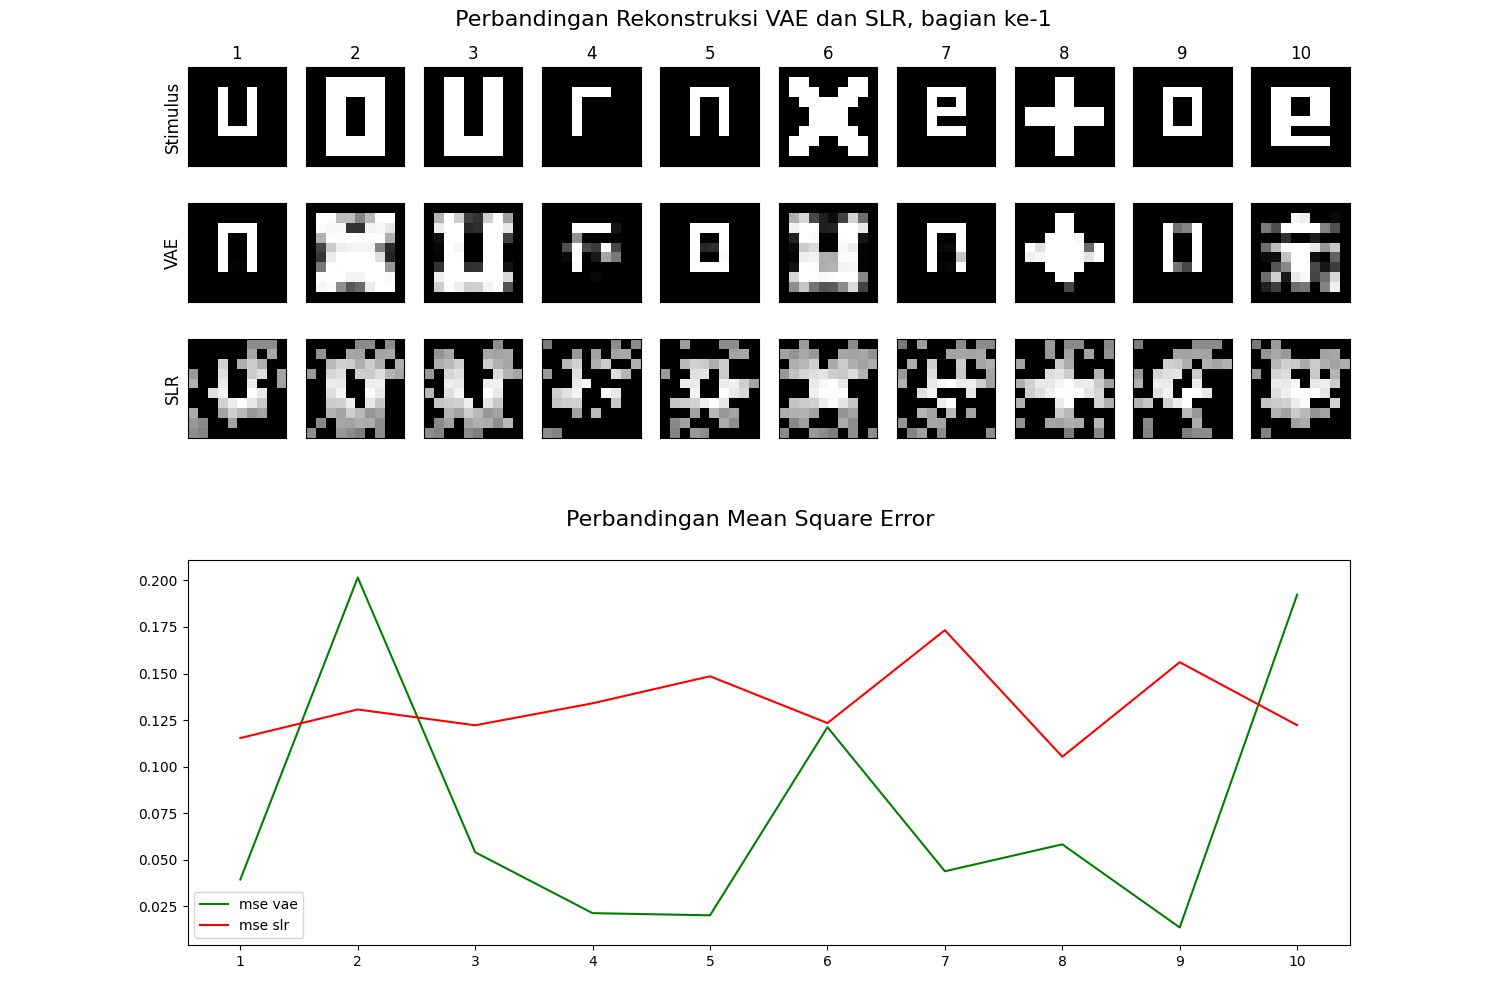 Perbandingan Rekonstruksi VAE dan SLR, bagian ke-1
1 2 3 4 5 6 7 8 9 10
Stimulus
VAE
SLR
Perbandingan Mean Square Error
0.200
0.175
0.150
0.125
0.100
0.075
0.050
0.025
mse vae
mse slr
1 2 3 4 5 6 7 8 9 10